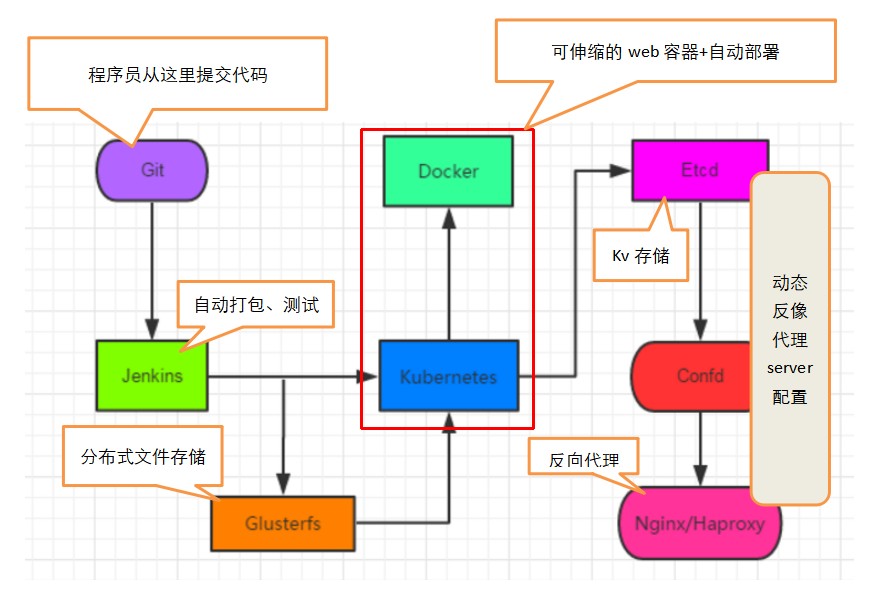 程序员从这里提交代码
可伸缩的 web 容器+自动部署
Git
Docker
Etcd
Kv 存储
自动打包、测试
动态
反像
代理
server
配置
Jenkins
Kubernetes
Confd
分布式文件存储
反向代理
Glusterfs
Nginx/Haproxy